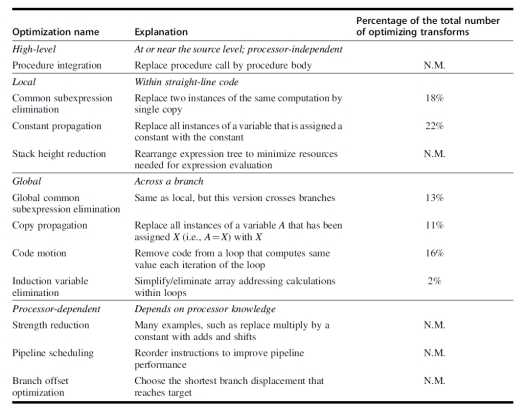 Optimization name Explanation Percentage of the total number of optimizing transforms
High-level At or near the source level; processor-independent
Procedure integration Replace procedure call by procedure body N.M.
Local Within straight-line code
Common subexpression Replace two instances of the same computation by 18%
elimination single copy
Constant propagation Replace all instances of a variable that is assigned a 22%
constant with the constant
Stack height reduction Rearrange expression tree to minimize resources N.M.
needed for expression evaluation
Global Across a branch
Global common Same as local, but this version crosses branches 13%
subexpression elimination
Copy propagation Replace all instances of a variable A that has been 11%
assigned X (i.e., A=X) with X
Code motion Remove code from a loop that computes same 16%
value each iteration of the loop
Induction variable Simplify/eliminate array addressing calculations 2%
elimination within loops
Processor-dependent Depends on processor knowledge
Strength reduction Many examples, such as replace multiply by a N.M.
constant with adds and shifts
Pipeline scheduling Reorder instructions to improve pipeline N.M.
performance
Branch offset Choose the shortest branch displacement that N.M.
optimization reaches target